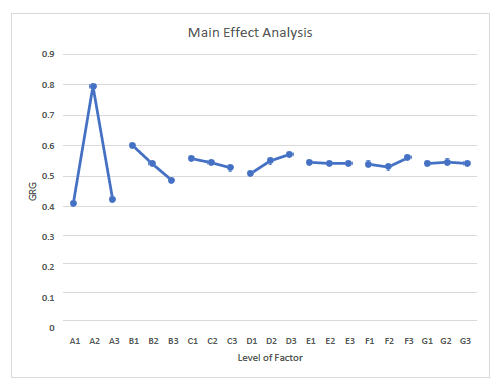 Main Effect Analysis
0.9
0.8
0.7
0.6
0.5
0.4
0.3
0.2
0.1
0
GRG
A1 A2 A3 B1 B2 B3 C1 C2 C3 D1 D2 D3 E1 E2 E3 F1 F2 F3 G1 G2 G3
Level of Factor